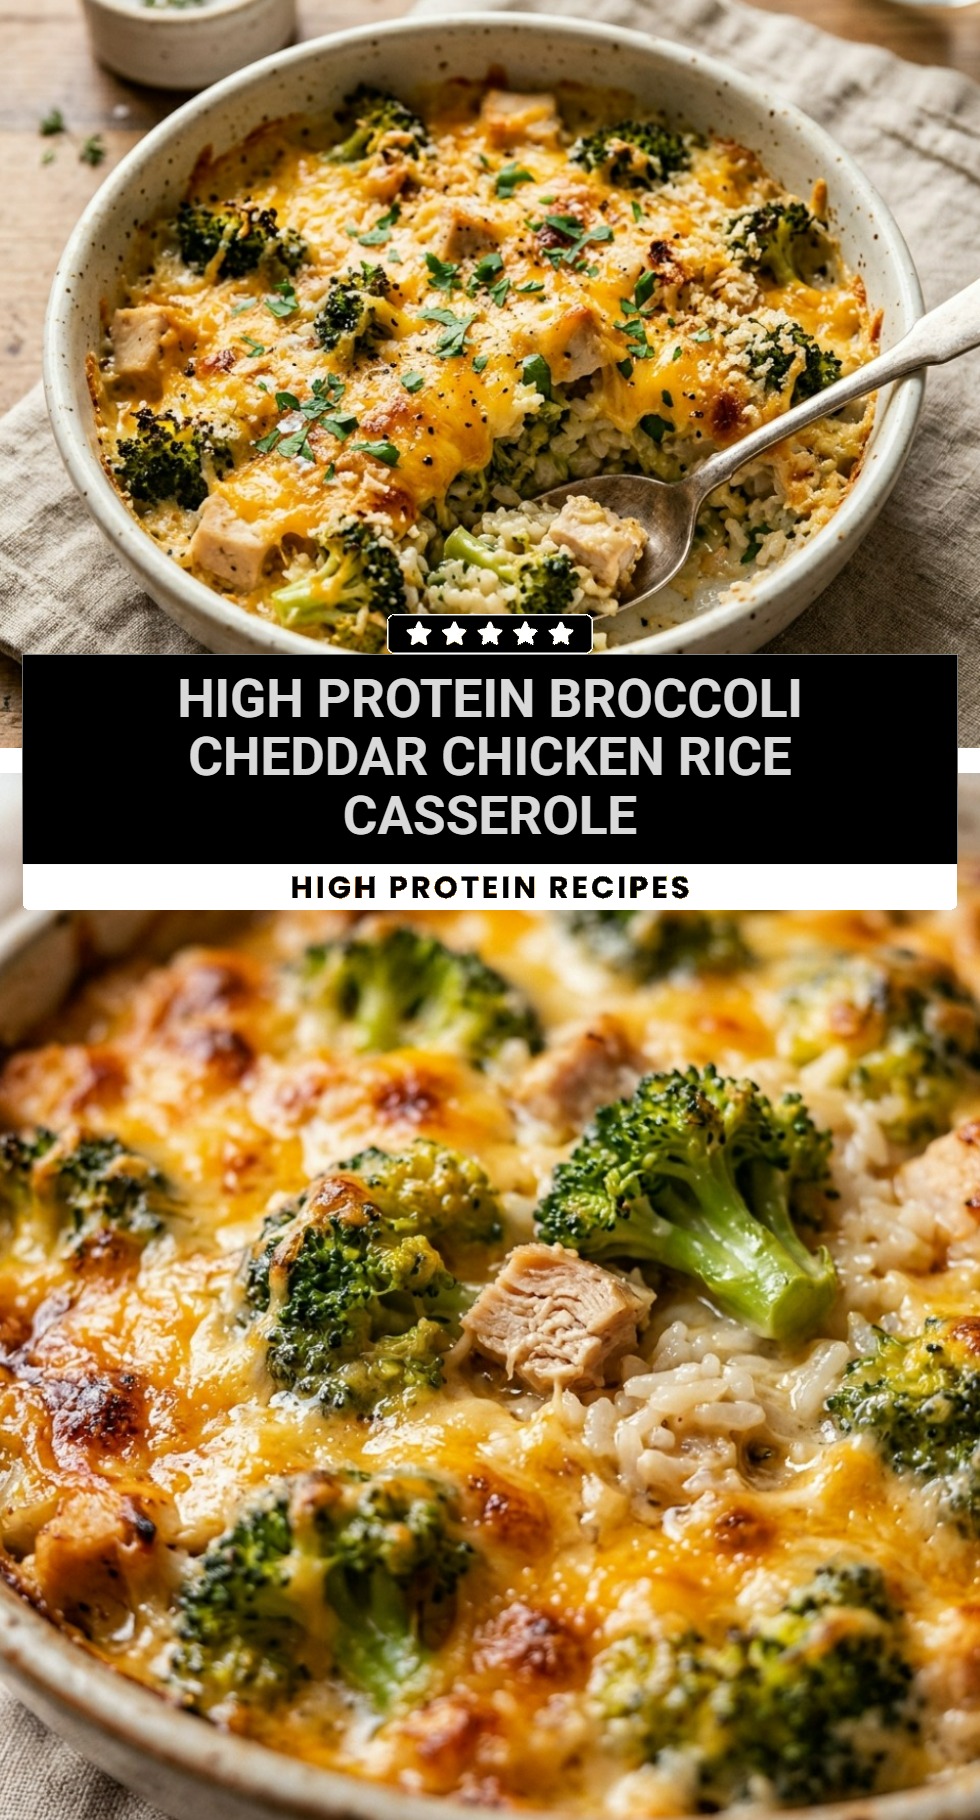 HIGH PROTEIN BROCCOLI
CHEDDAR CHICKEN RICE
CASSEROLE
HIGH PROTEIN RECIPES